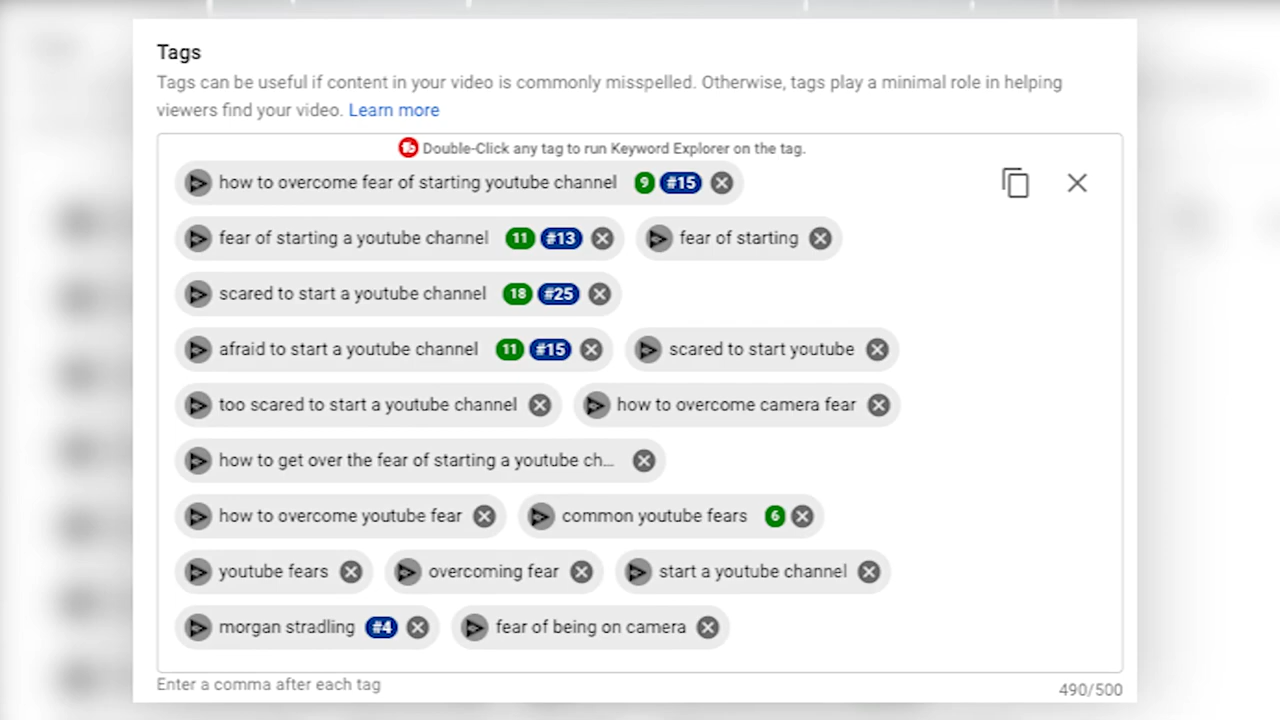 Tags
Tags can be useful if content in your video is commonly misspelled. Otherwise, tags play a minimal role in helping
viewers find your video. Learn more
Double-Click any tag to run Keyword Explorer on the tag.
how to overcome fear of starting youtube channel 9 #15
fear of starting a youtube channel 11 #13 fear of starting
scared to start a youtube channel 18 #25
afraid to start a youtube channel 11 #15 scared to start youtube
too scared to start a youtube channel how to overcome camera fear
how to get over the fear of starting a youtube ch...
how to overcome youtube fear common youtube fears 6
youtube fears overcoming fear start a youtube channel
morgan stradling #4 fear of being on camera
Enter a comma after each tag 490/500